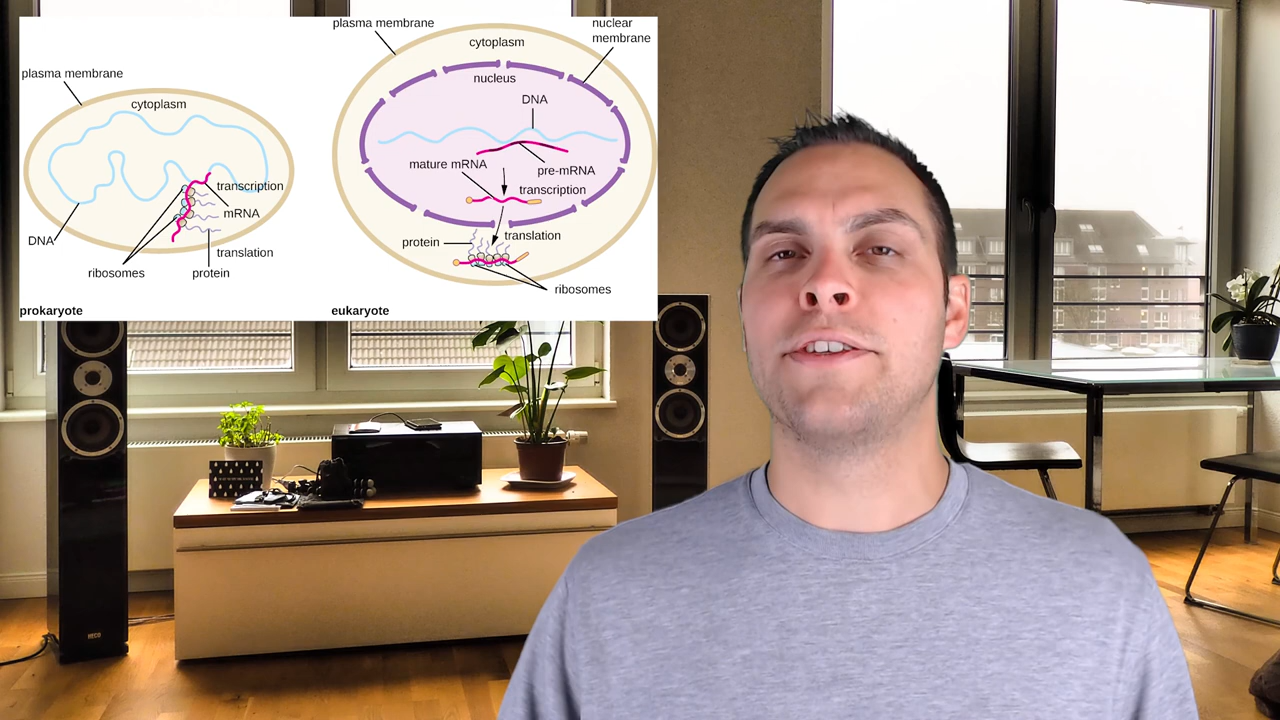 plasma membrane
cytoplasm
transcription
mRNA
DNA
translation
ribosomes
protein
prokaryote
plasma membrane
nuclear
membrane
cytoplasm
nucleus
DNA
mature mRNA
pre-mRNA
transcription
translation
protein
ribosomes
eukaryote
HECO